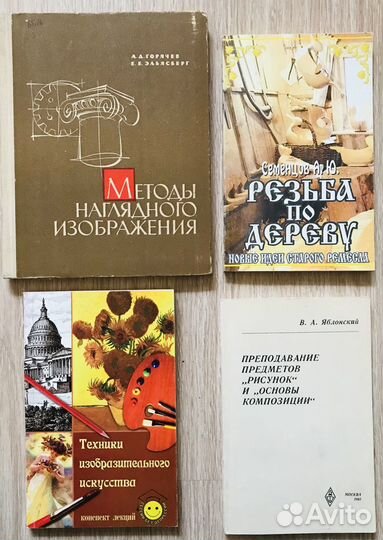 А.Д.ГОРЯЧЕВ
Е.Е.ЭЛЬЯСБЕРГ
МЕТОДЫ
НАГЛЯДНОГО
ИЗОБРАЖЕНИЯ
Семенцов А.Ю.
РЕЗЬБА
ПО
ДЕРЕВУ
НОВЫЕ ИДЕИ СТАРОГО РЕМЕСЛА
Техники
изобразительного
искусства
конспект лекций
В. А. Яблонский
ПРЕПОДАВАНИЕ
ПРЕДМЕТОВ
„РИСУНОК“
И „ОСНОВЫ
КОМПОЗИЦИИ“
МОСКВА
Avito